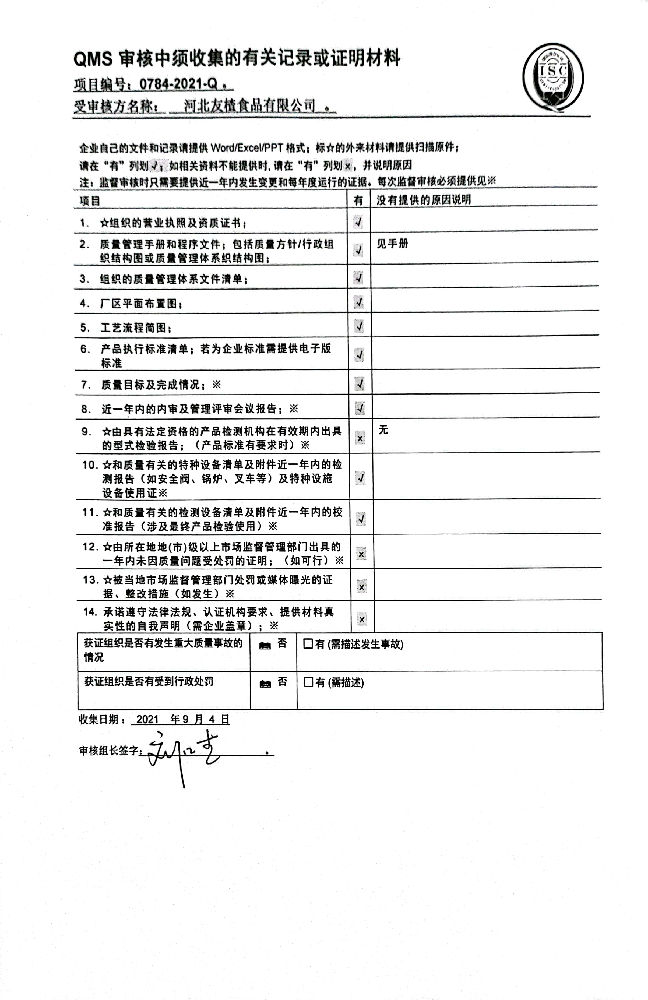 QMS 审核中须收集的有关记录或证明材料
项目编号：0784-2021-Q 。
受审核方名称： 河北友植食品有限公司 。
ISC
企业自己的文件和记录请提供 Word/Excel/PPT 格式；标☆的外来材料请提供扫描原件；
请在“有”列划√；如相关资料不能提供时，请在“有”列划×，并说明原因
注：监督审核时只需要提供近一年内发生变更和每年度运行的证据。每次监督审核必须提供见※
项目 有 没有提供的原因说明
1. ☆组织的营业执照及资质证书； √
2. 质量管理手册和程序文件；包括质量方针/行政组 √ 见手册
织结构图或质量管理体系织结构图；
3. 组织的质量管理体系文件清单； √
4. 厂区平面布置图； √
5. 工艺流程简图； √
6. 产品执行标准清单；若为企业标准需提供电子版 √
标准
7. 质量目标及完成情况；※ √
8. 近一年内的内审及管理评审会议报告；※ √
9. ☆由具有法定资格的产品检测机构在有效期内出具 × 无
的型式检验报告；（产品标准有要求时）※
10. ☆和质量有关的特种设备清单及附件近一年内的检
测报告（如安全阀、锅炉、叉车等）及特种设施 √
设备使用证※
11. ☆和质量有关的检测设备清单及附件近一年内的校 √
准报告（涉及最终产品检验使用）※
12. ☆由所在地地(市)级以上市场监督管理部门出具的 ×
一年内未因质量问题受处罚的证明；（如可行）※
13. ☆被当地市场监督管理部门处罚或媒体曝光的证 ×
据、整改措施（如发生）※
14. 承诺遵守法律法规、认证机构要求、提供材料真 ×
实性的自我声明（需企业盖章）；※
获证组织是否有发生重大质量事故的 否 □有 (需描述发生事故)
情况
获证组织是否有受到行政处罚 否 □有 (需描述)
收集日期： 2021 年 9 月 4 日
审核组长签字： 。